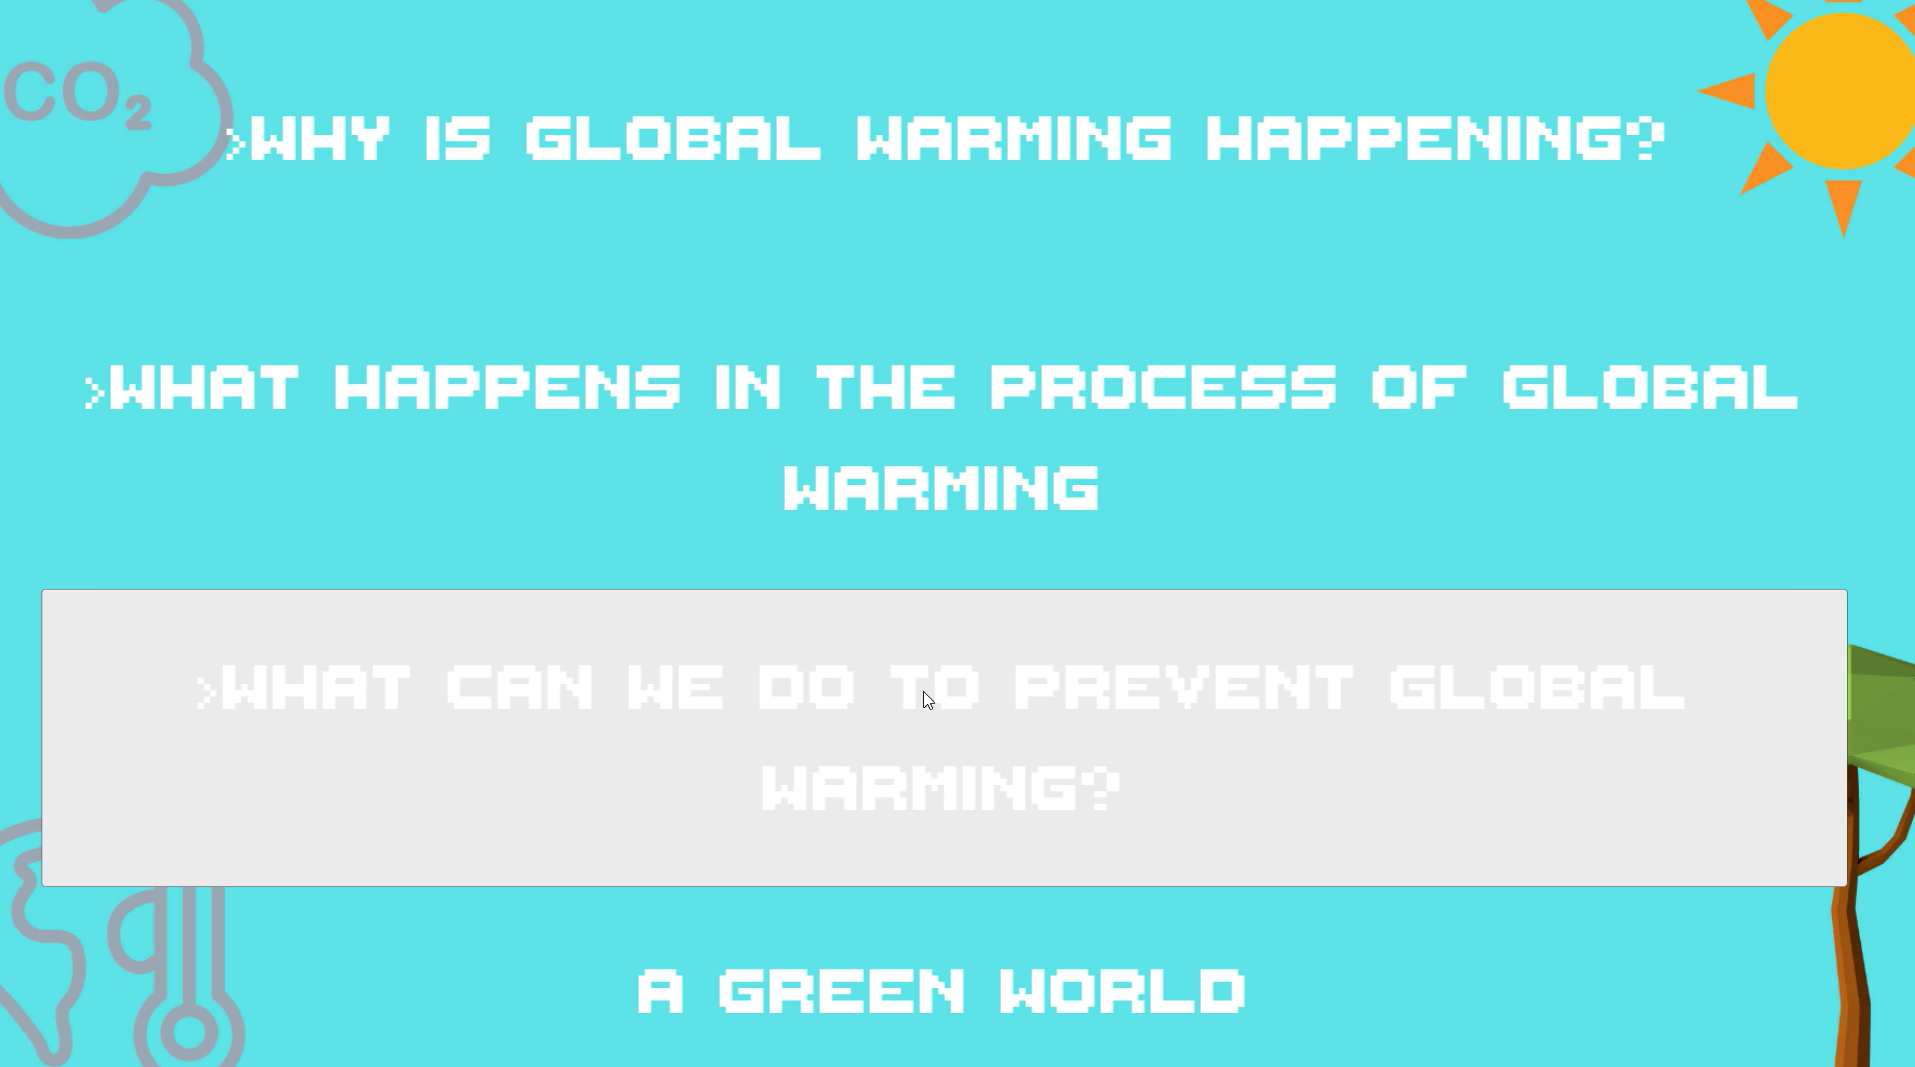 CO₂
>WHY IS GLOBAL WARMING HAPPENING?
>WHAT HAPPENS IN THE PROCESS OF GLOBAL
WARMING
>WHAT CAN WE DO TO PREVENT GLOBAL
WARMING?
A GREEN WORLD